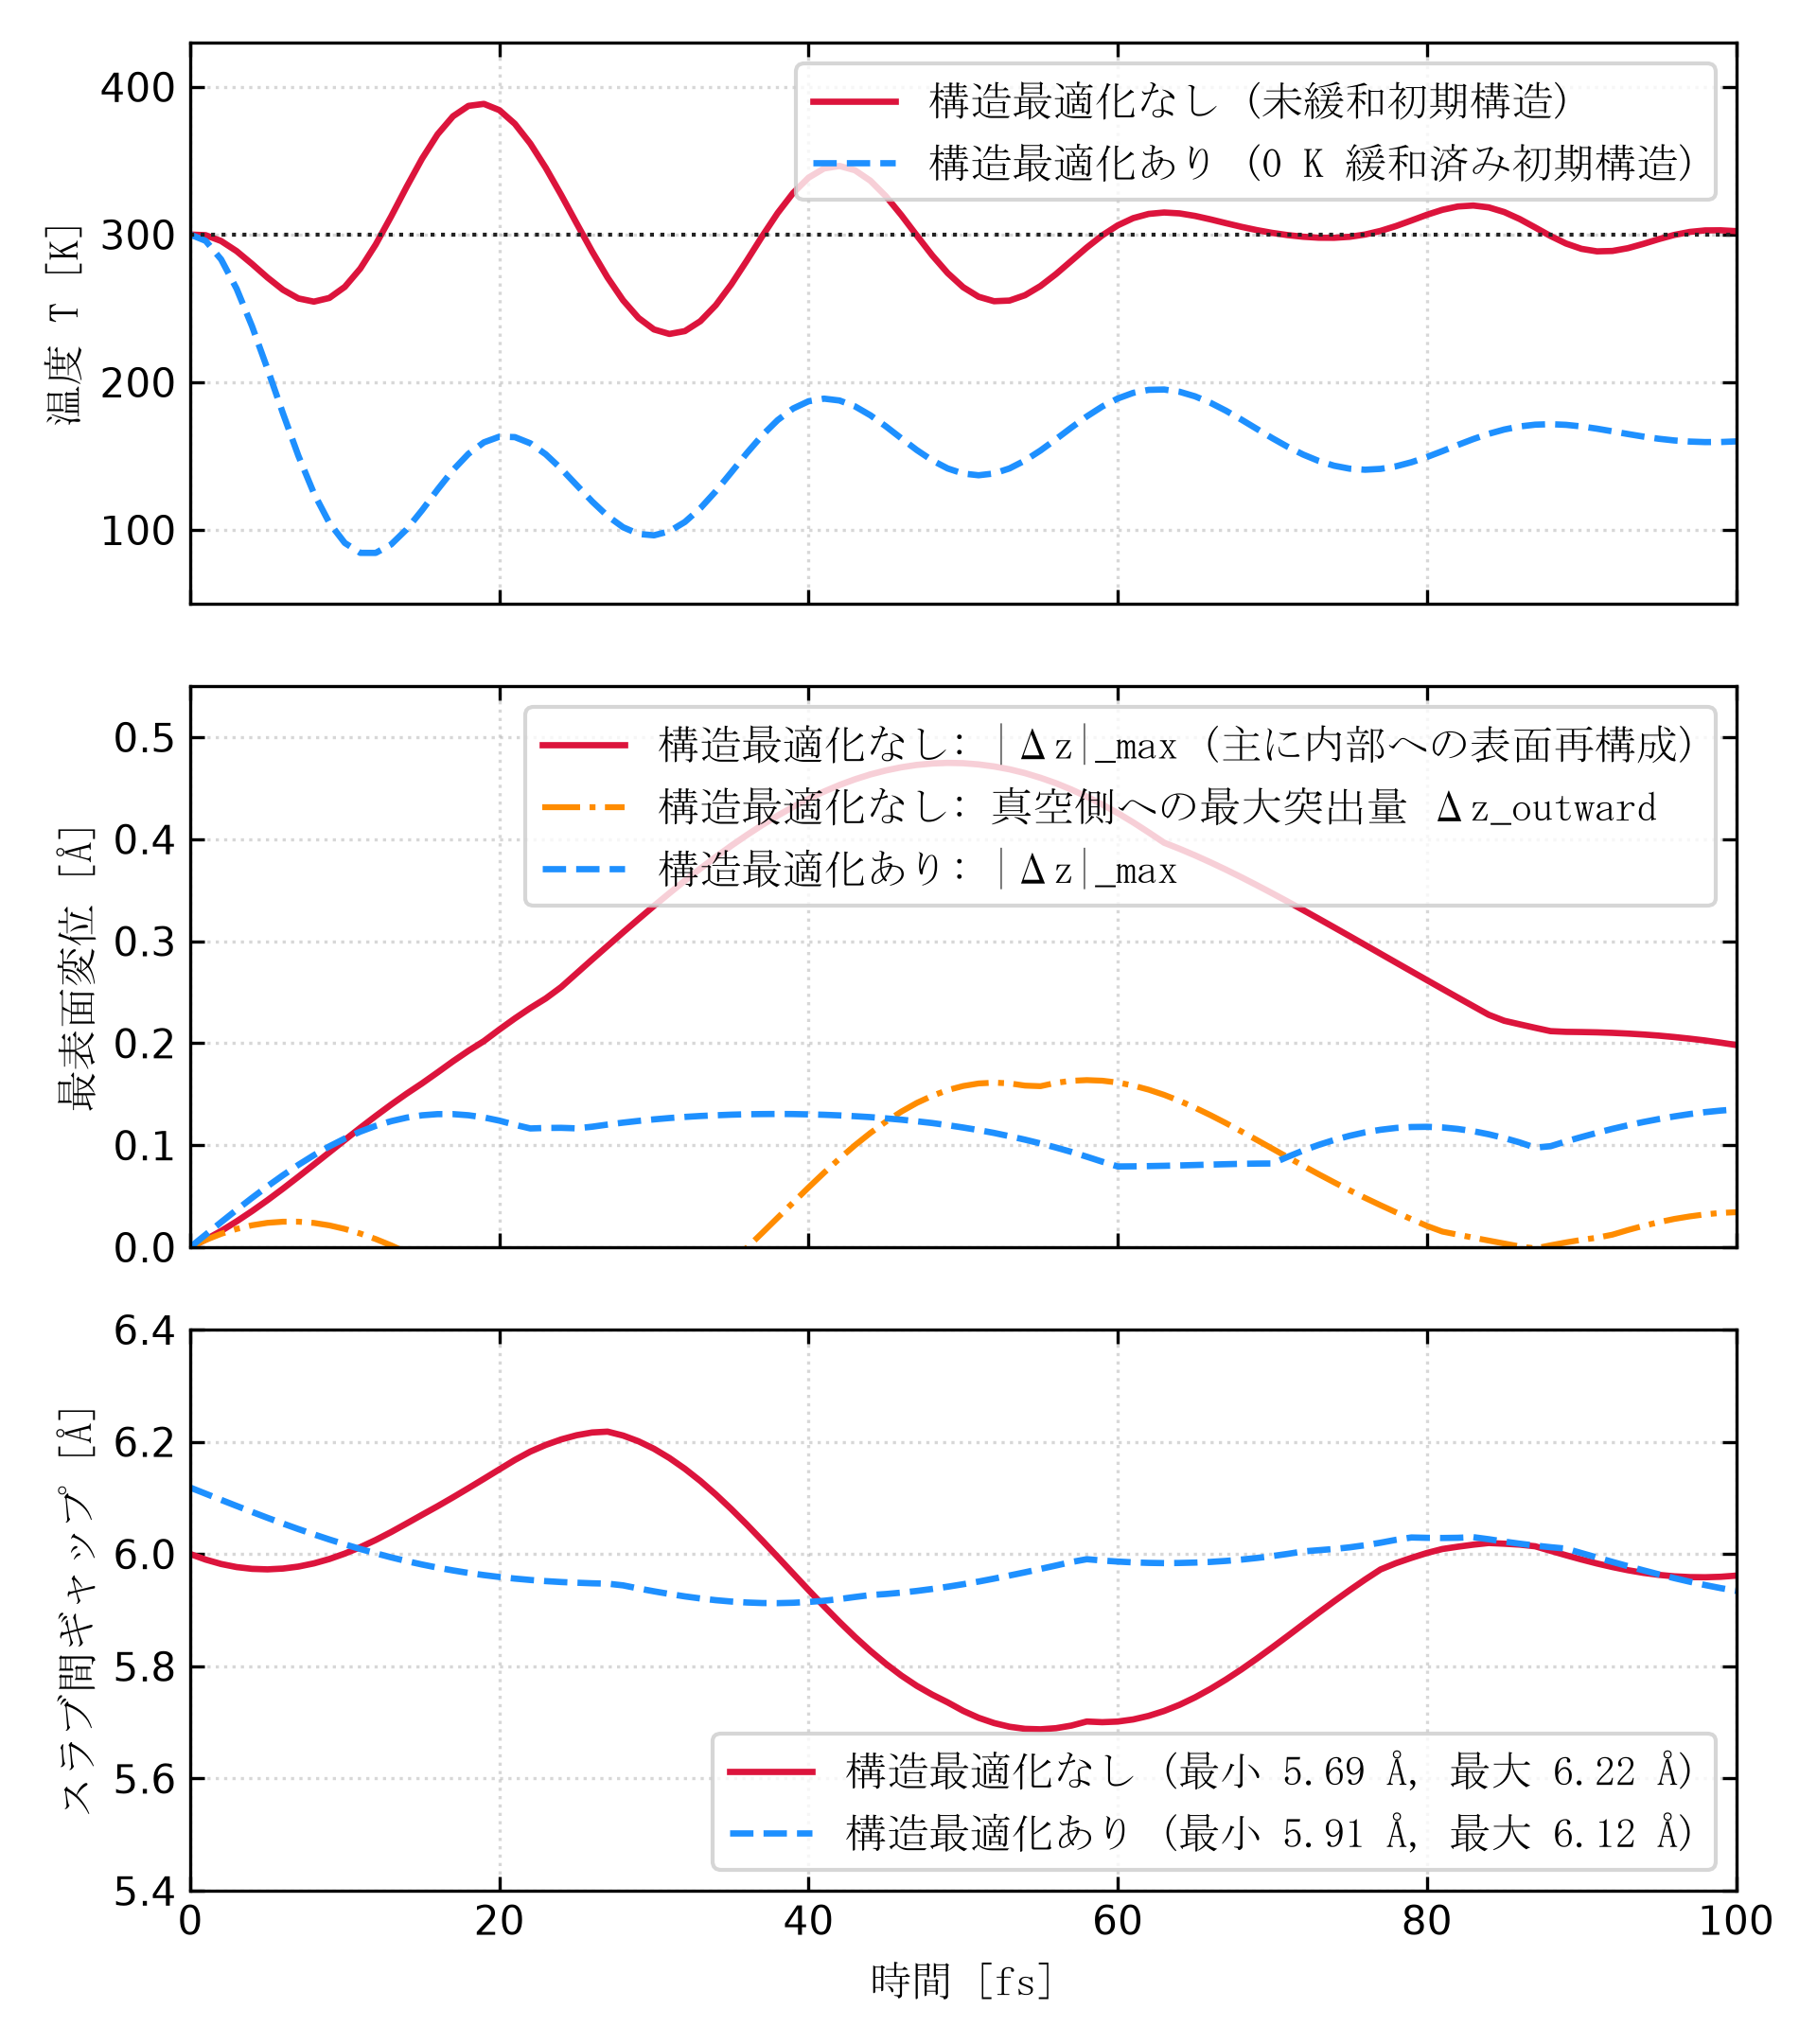 400
300
200
100
温度 T [K]
構造最適化なし (未緩和初期構造)
構造最適化あり (0 K 緩和済み初期構造)
0.5
0.4
0.3
0.2
0.1
0.0
最表面変位 [Å]
構造最適化なし: |Δz|_max (主に内部への表面再構成)
構造最適化なし: 真空側への最大突出量 Δz_outward
構造最適化あり: |Δz|_max
6.4
6.2
6.0
5.8
5.6
5.4
スラブ間ギャップ [Å]
構造最適化なし (最小 5.69 Å, 最大 6.22 Å)
構造最適化あり (最小 5.91 Å, 最大 6.12 Å)
0 20 40 60 80 100
時間 [fs]